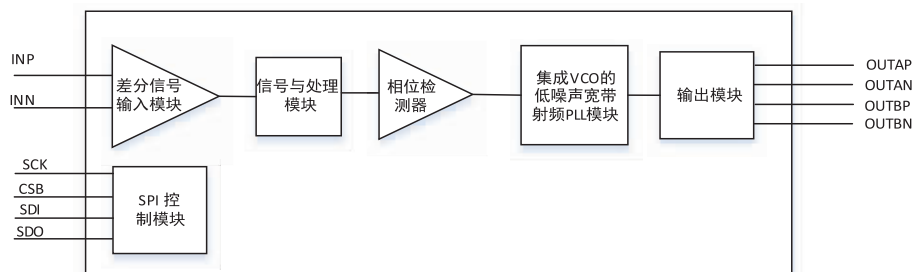 INP
INN
差分信号
输入模块
信号与处理
模块
相位检
测器
集成VCO的
低噪声宽带
射频PLL模块
输出模块
OUTAP
OUTAN
OUTBP
OUTBN
SCK
CSB
SDI
SDO
SPI 控
制模块